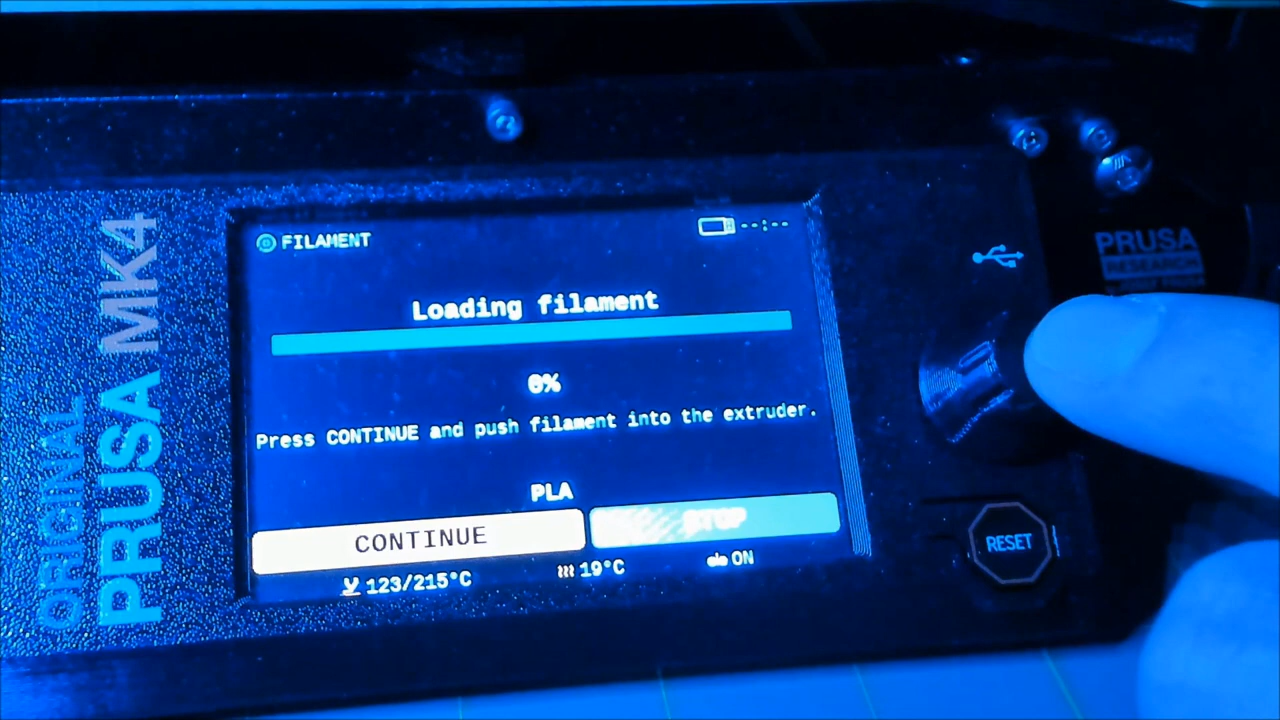 ORIGINAL
PRUSA MK4
FILAMENT
--:--
Loading filament
0%
Press CONTINUE and push filament into the extruder.
PLA
CONTINUE
STOP
123/215°C
19°C
ON
PRUSA
RESEARCH
RESET